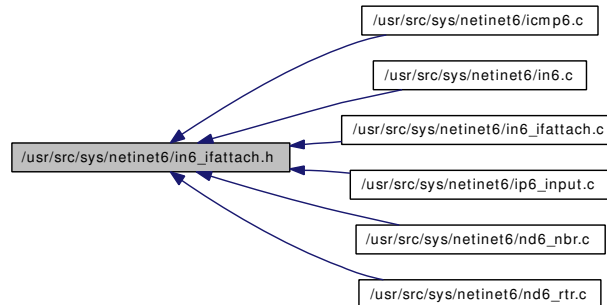 /usr/src/sys/netinet6/icmp6.c
/usr/src/sys/netinet6/in6.c
/usr/src/sys/netinet6/in6_ifattach.c
/usr/src/sys/netinet6/in6_ifattach.h
/usr/src/sys/netinet6/ip6_input.c
/usr/src/sys/netinet6/nd6_nbr.c
/usr/src/sys/netinet6/nd6_rtr.c